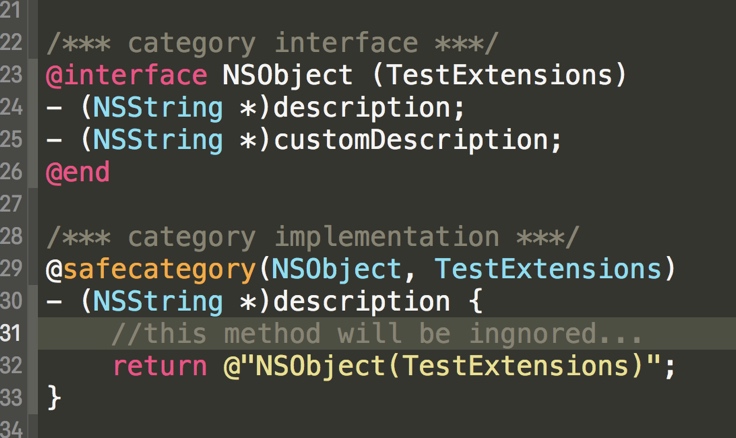 21
22 /*** category interface ***/
23 @interface NSObject (TestExtensions)
24 - (NSString *)description;
25 - (NSString *)customDescription;
26 @end
27
28 /*** category implementation ***/
29 @safecategory(NSObject, TestExtensions)
30 - (NSString *)description {
31 //this method will be ingnored...
32 return @"NSObject(TestExtensions)";
33 }
34